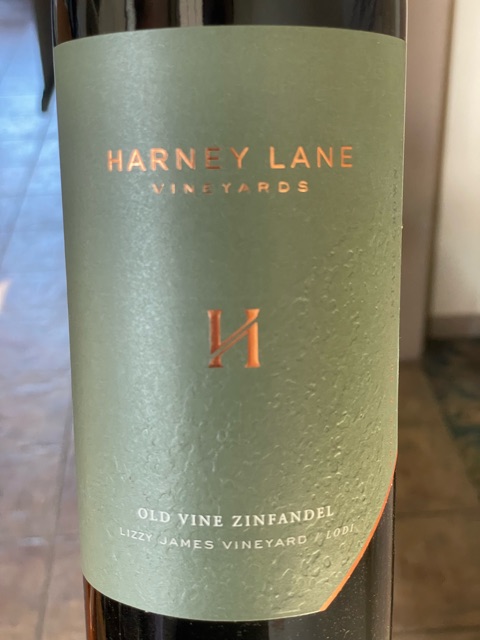 HARNEY LANE
VINEYARDS
H
OLD VINE ZINFANDEL
LIZZY JAMES VINEYARD / LODI